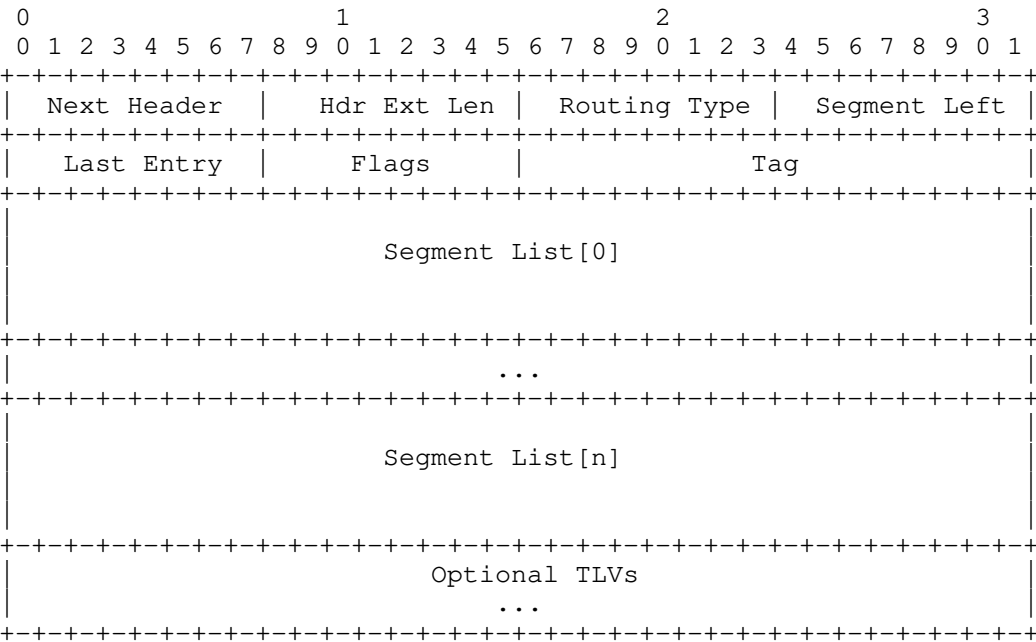 0                   1                   2                   3
0 1 2 3 4 5 6 7 8 9 0 1 2 3 4 5 6 7 8 9 0 1 2 3 4 5 6 7 8 9 0 1
+-+-+-+-+-+-+-+-+-+-+-+-+-+-+-+-+-+-+-+-+-+-+-+-+-+-+-+-+-+-+-+-+
|  Next Header  |   Hdr Ext Len |  Routing Type |  Segment Left |
+-+-+-+-+-+-+-+-+-+-+-+-+-+-+-+-+-+-+-+-+-+-+-+-+-+-+-+-+-+-+-+-+
|   Last Entry  |     Flags     |              Tag              |
+-+-+-+-+-+-+-+-+-+-+-+-+-+-+-+-+-+-+-+-+-+-+-+-+-+-+-+-+-+-+-+-+
|                                                               |
|                       Segment List[0]                         |
|                                                               |
|                                                               |
+-+-+-+-+-+-+-+-+-+-+-+-+-+-+-+-+-+-+-+-+-+-+-+-+-+-+-+-+-+-+-+-+
|                              ...                              |
+-+-+-+-+-+-+-+-+-+-+-+-+-+-+-+-+-+-+-+-+-+-+-+-+-+-+-+-+-+-+-+-+
|                                                               |
|                       Segment List[n]                         |
|                                                               |
|                                                               |
+-+-+-+-+-+-+-+-+-+-+-+-+-+-+-+-+-+-+-+-+-+-+-+-+-+-+-+-+-+-+-+-+
|                          Optional TLVs                        |
|                              ...                              |
+-+-+-+-+-+-+-+-+-+-+-+-+-+-+-+-+-+-+-+-+-+-+-+-+-+-+-+-+-+-+-+-+